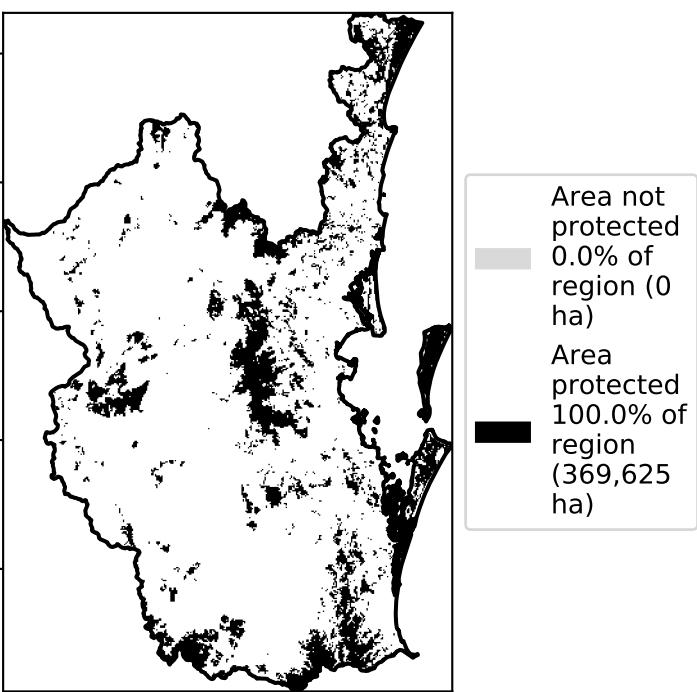 Area not
protected
0.0% of
region (0
ha)
Area
protected
100.0% of
region
(369,625
ha)